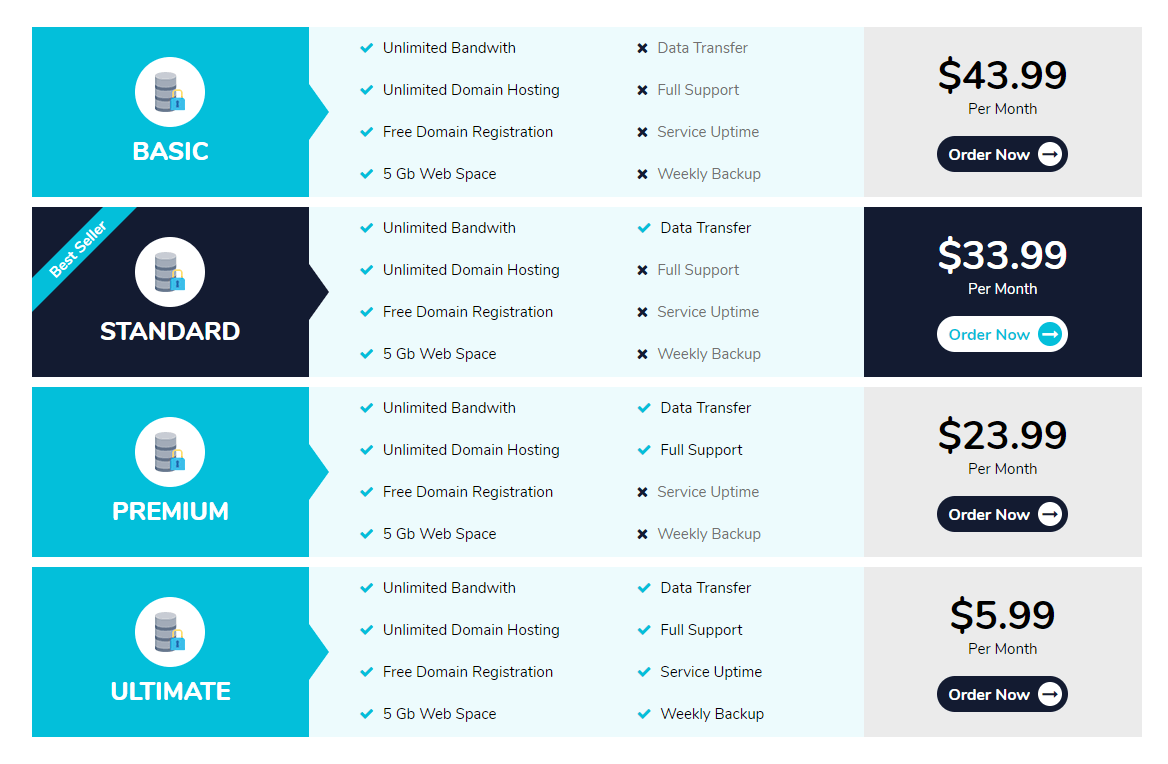 BASIC
Unlimited Bandwith
Unlimited Domain Hosting
Free Domain Registration
5 Gb Web Space
Data Transfer
Full Support
Service Uptime
Weekly Backup
$43.99
Per Month
Order Now
Best Seller
STANDARD
Unlimited Bandwith
Unlimited Domain Hosting
Free Domain Registration
5 Gb Web Space
Data Transfer
Full Support
Service Uptime
Weekly Backup
$33.99
Per Month
Order Now
PREMIUM
Unlimited Bandwith
Unlimited Domain Hosting
Free Domain Registration
5 Gb Web Space
Data Transfer
Full Support
Service Uptime
Weekly Backup
$23.99
Per Month
Order Now
ULTIMATE
Unlimited Bandwith
Unlimited Domain Hosting
Free Domain Registration
5 Gb Web Space
Data Transfer
Full Support
Service Uptime
Weekly Backup
$5.99
Per Month
Order Now